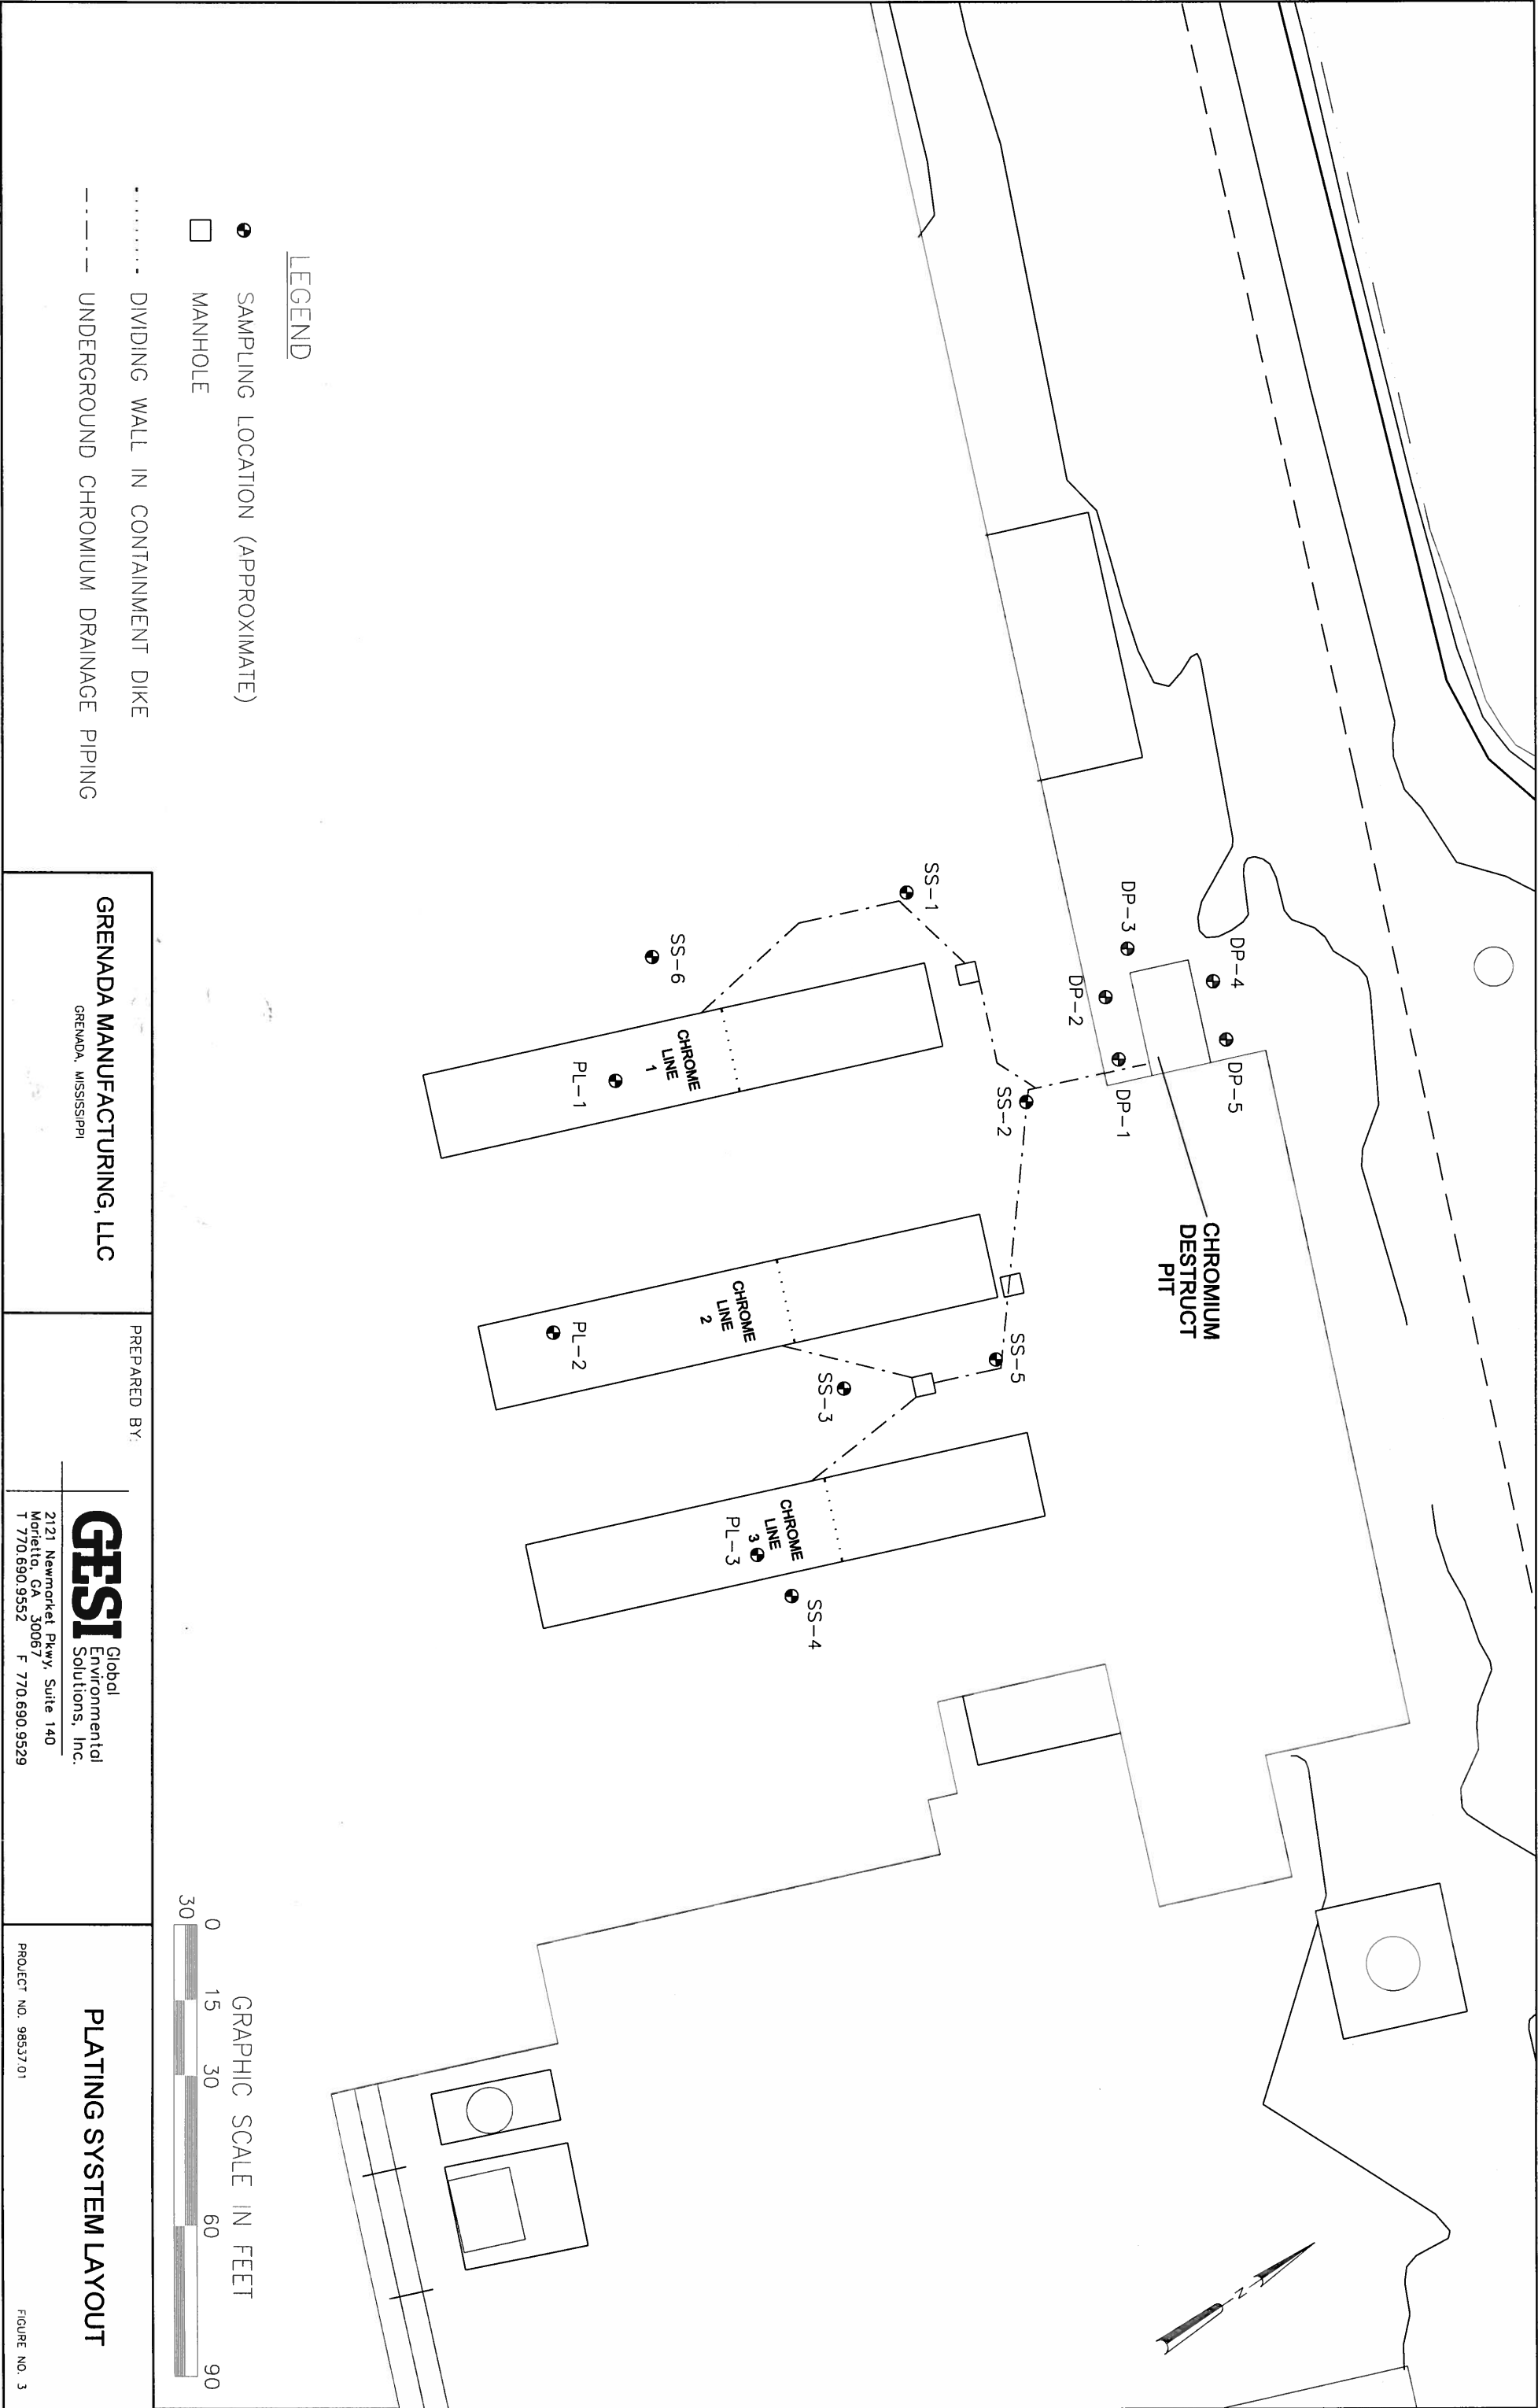 DP-4
DP-5
DP-3
DP-2
DP-1
CHROMIUM
DESTRUCT
PIT
SS-1
SS-2
SS-5
SS-6
SS-3
SS-4
CHROME
LINE
1
PL-1
CHROME
LINE
2
PL-2
CHROME
LINE
3
PL-3
N
LEGEND
SAMPLING LOCATION (APPROXIMATE)
MANHOLE
DIVIDING WALL IN CONTAINMENT DIKE
UNDERGROUND CHROMIUM DRAINAGE PIPING
GRAPHIC SCALE IN FEET
0 15 30 60 90
30
GRENADA MANUFACTURING, LLC
GRENADA, MISSISSIPPI
PREPARED BY:
GESI
Global
Environmental
Solutions, Inc.
2121 Newmarket Pkwy, Suite 140
Marietta, GA 30067
T 770.690.9552 F 770.690.9529
PLATING SYSTEM LAYOUT
PROJECT NO. 98537.01
FIGURE NO. 3